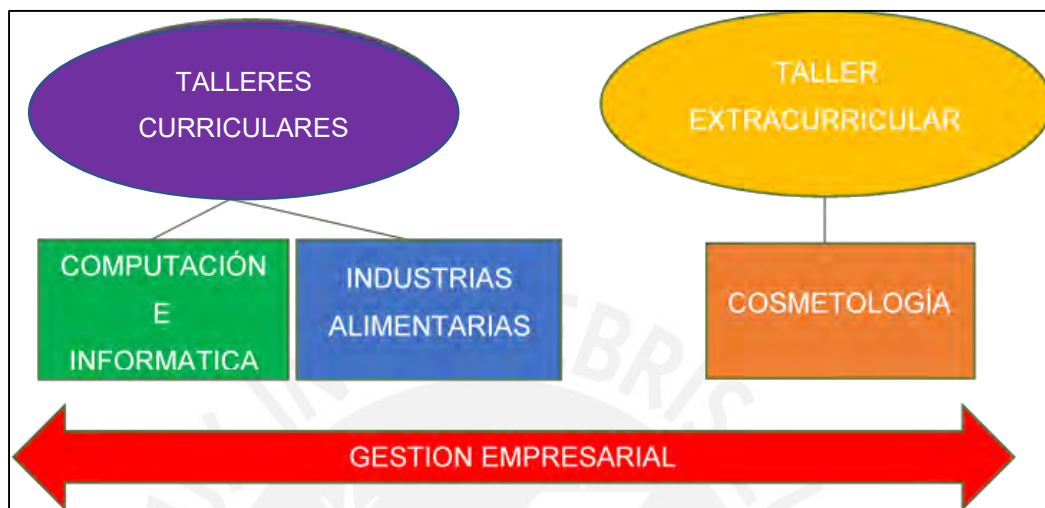 TALLERES
CURRICULARES
TALLER
EXTRACURRICULAR
COMPUTACIÓN
E
INFORMATICA
INDUSTRIAS
ALIMENTARIAS
COSMETOLOGÍA
GESTION EMPRESARIAL